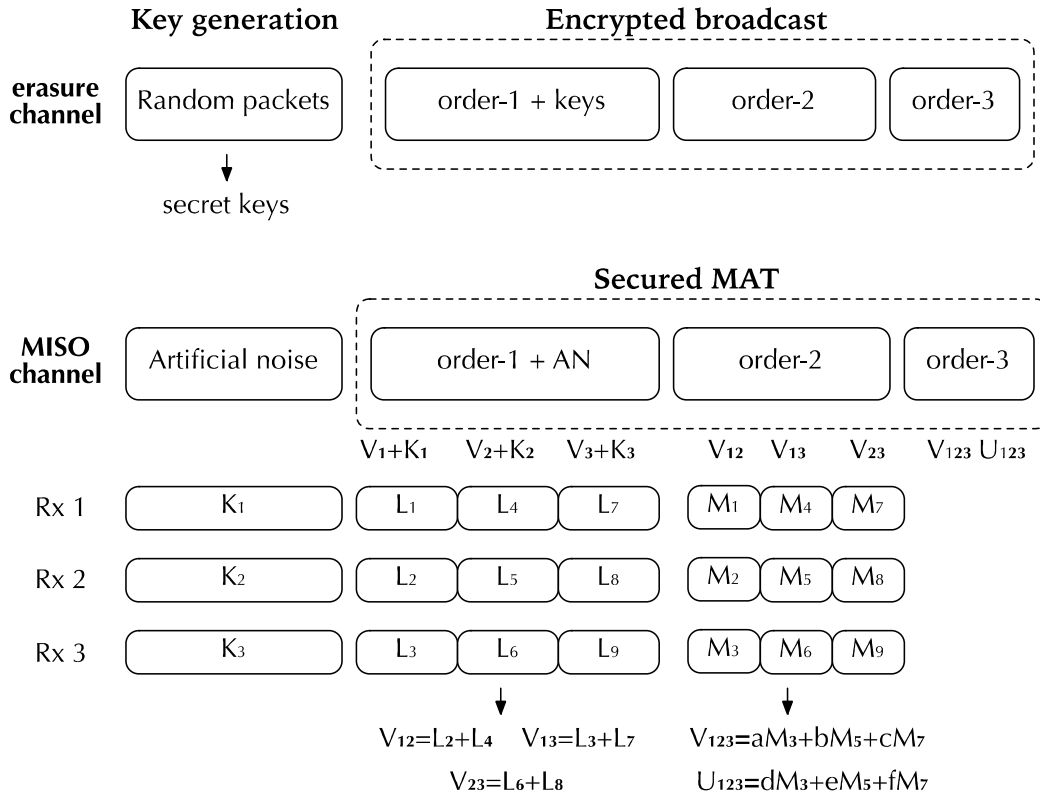 Key generation Encrypted broadcast
erasure channel Random packets order-1 + keys order-2 order-3
secret keys
Secured MAT
MISO channel Artificial noise order-1 + AN order-2 order-3
V₁+K₁ V₂+K₂ V₃+K₃ V₁₂ V₁₃ V₂₃ V₁₂₃ U₁₂₃
Rx 1 K₁ L₁ L₄ L₇ M₁ M₄ M₇
Rx 2 K₂ L₂ L₅ L₈ M₂ M₅ M₈
Rx 3 K₃ L₃ L₆ L₉ M₃ M₆ M₉
V₁₂=L₂+L₄ V₁₃=L₃+L₇ V₁₂₃=aM₃+bM₅+cM₇
V₂₃=L₆+L₈ U₁₂₃=dM₃+eM₅+fM₇